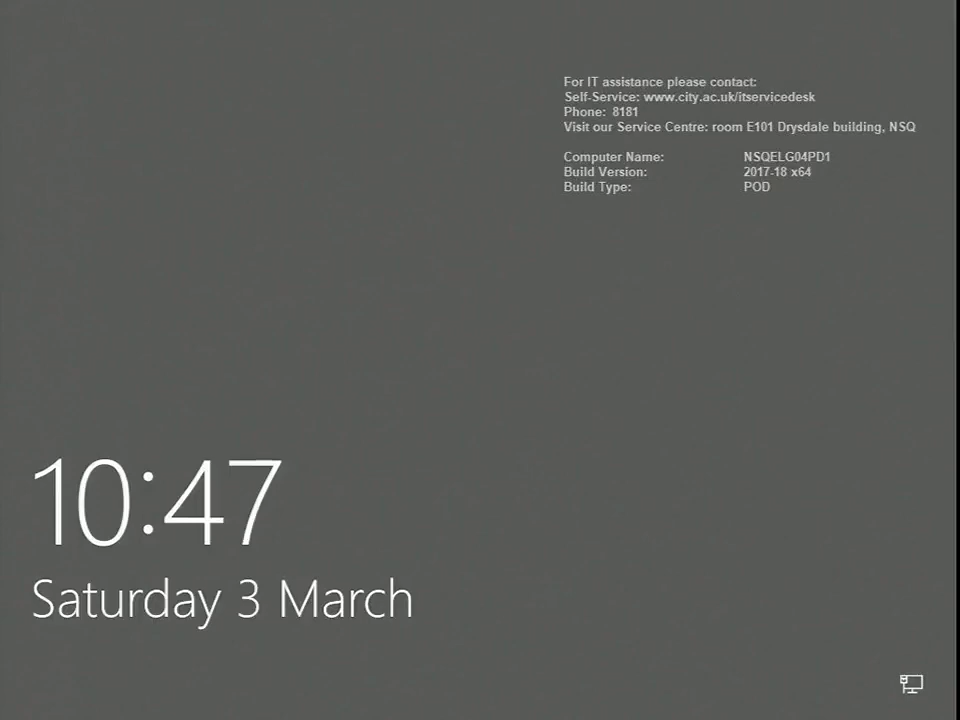 For IT assistance please contact:
Self-Service: www.city.ac.uk/itservicedesk
Phone: 8181
Visit our Service Centre: room E101 Drysdale building, NSQ
Computer Name: NSQELG04PD1
Build Version: 2017-18 x64
Build Type: POD
10:47
Saturday 3 March